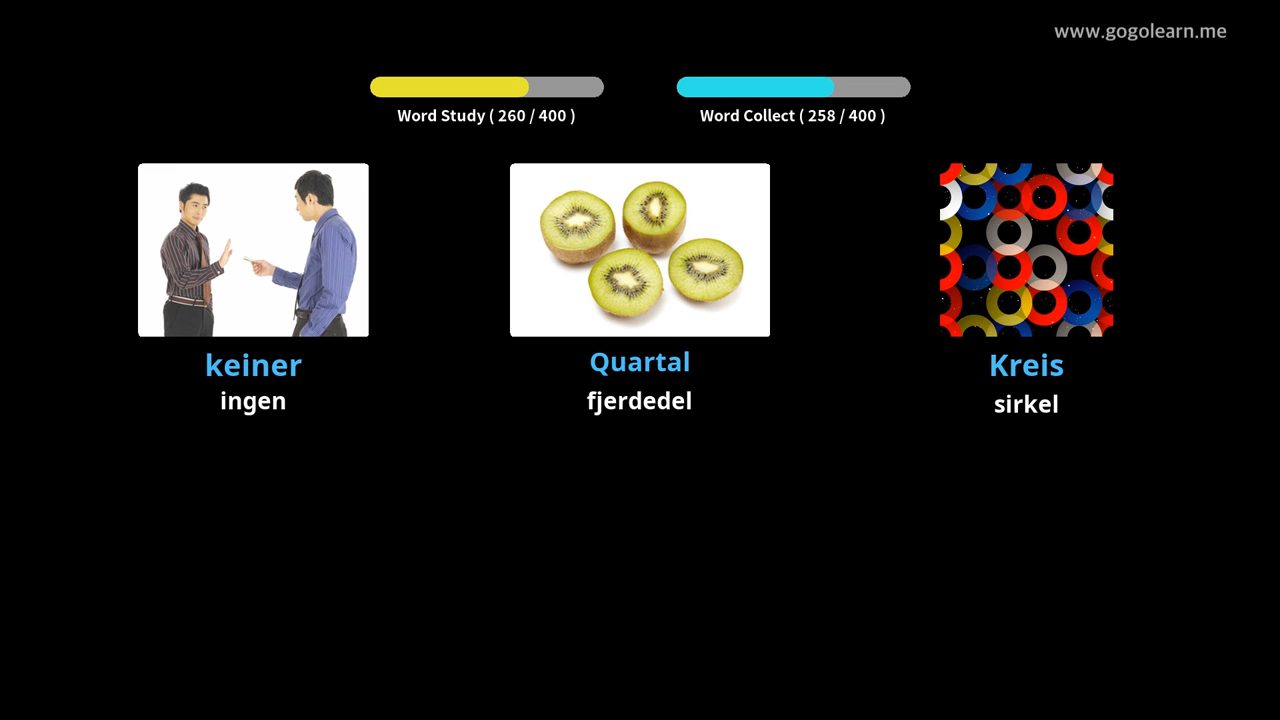 www.gogolearn.me
Word Study ( 260 / 400 )
Word Collect ( 258 / 400 )
keiner
ingen
Quartal
fjerdedel
Kreis
sirkel